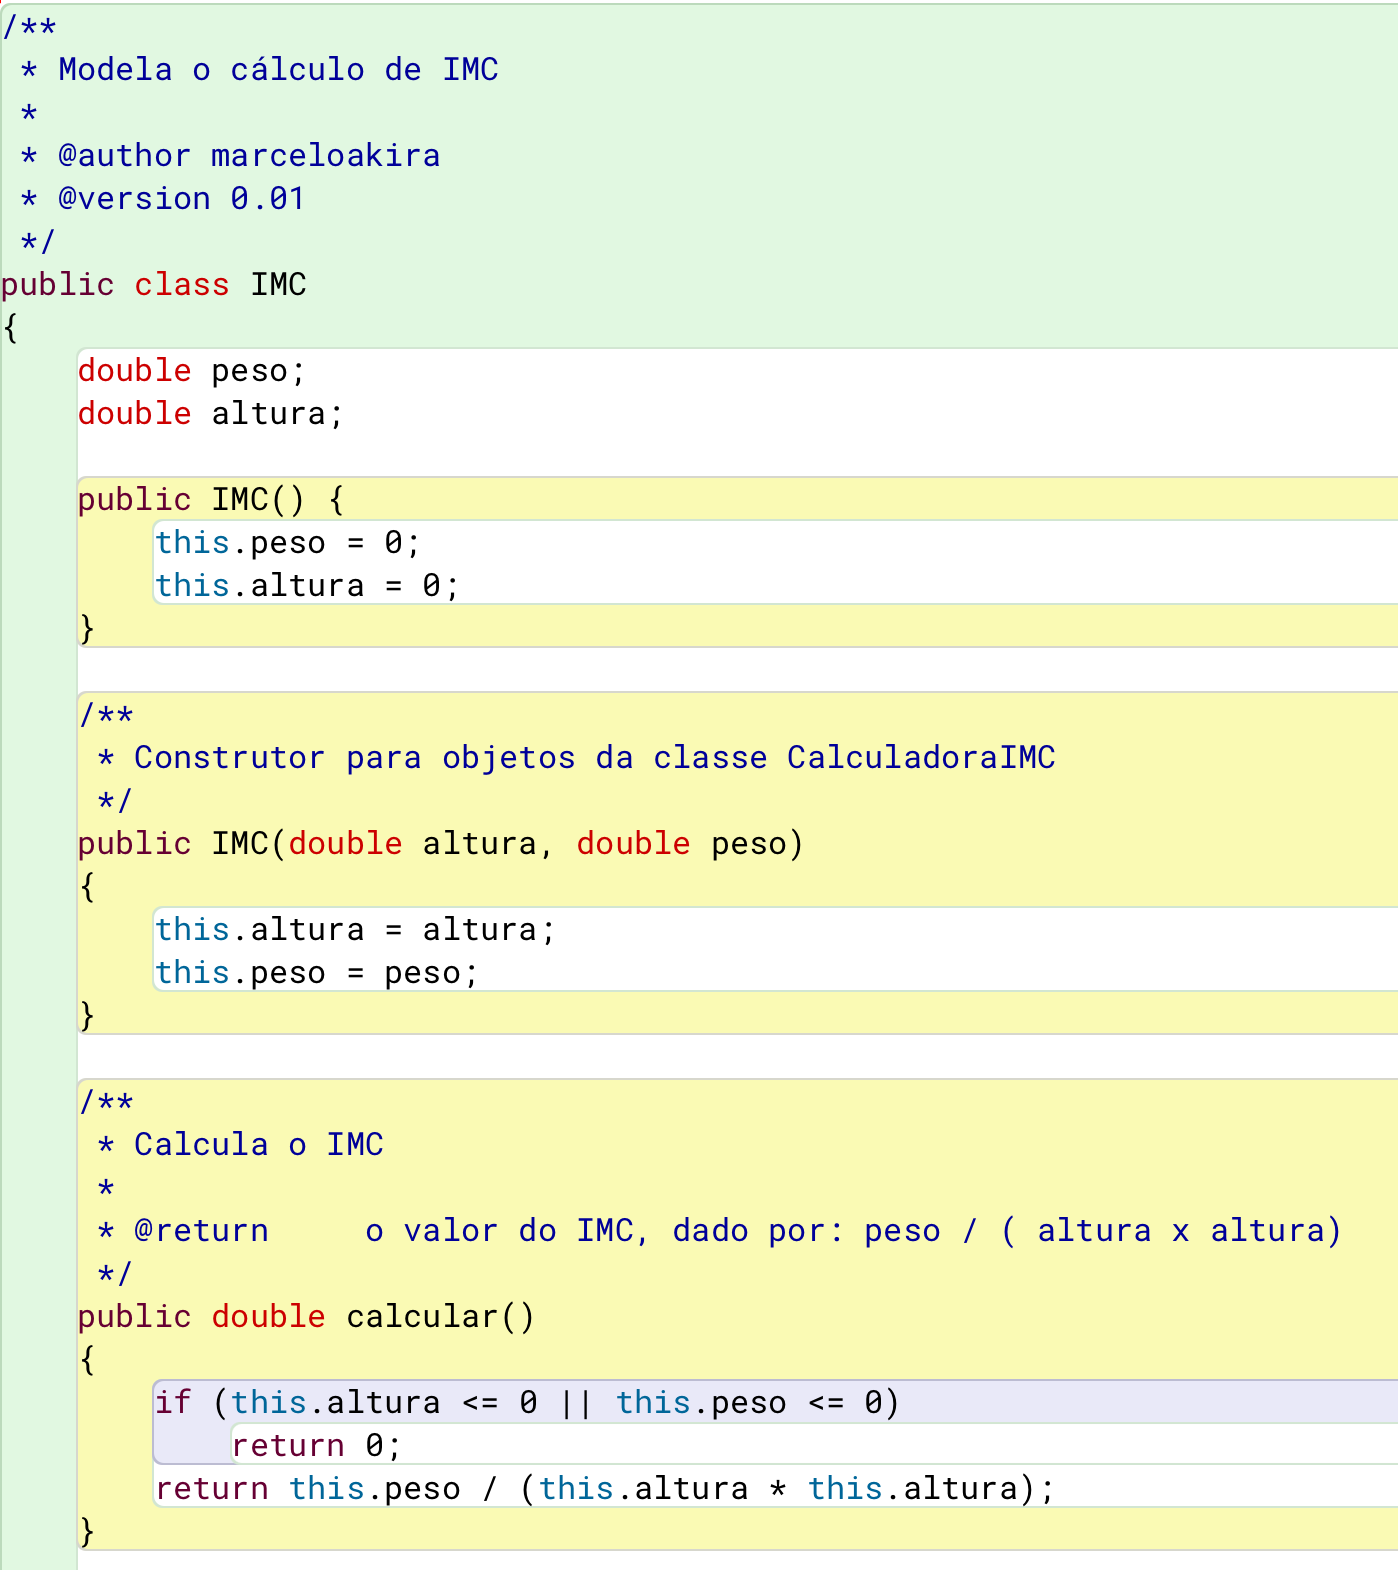 /**
 * Modela o cálculo de IMC
 *
 * @author marceloakira
 * @version 0.01
 */
public class IMC
{
    double peso;
    double altura;

    public IMC() {
        this.peso = 0;
        this.altura = 0;
    }

    /**
     * Construtor para objetos da classe CalculadoraIMC
     */
    public IMC(double altura, double peso)
    {
        this.altura = altura;
        this.peso = peso;
    }

    /**
     * Calcula o IMC
     *
     * @return     o valor do IMC, dado por: peso / ( altura x altura)
     */
    public double calcular()
    {
        if (this.altura <= 0 || this.peso <= 0)
            return 0;
        return this.peso / (this.altura * this.altura);
    }